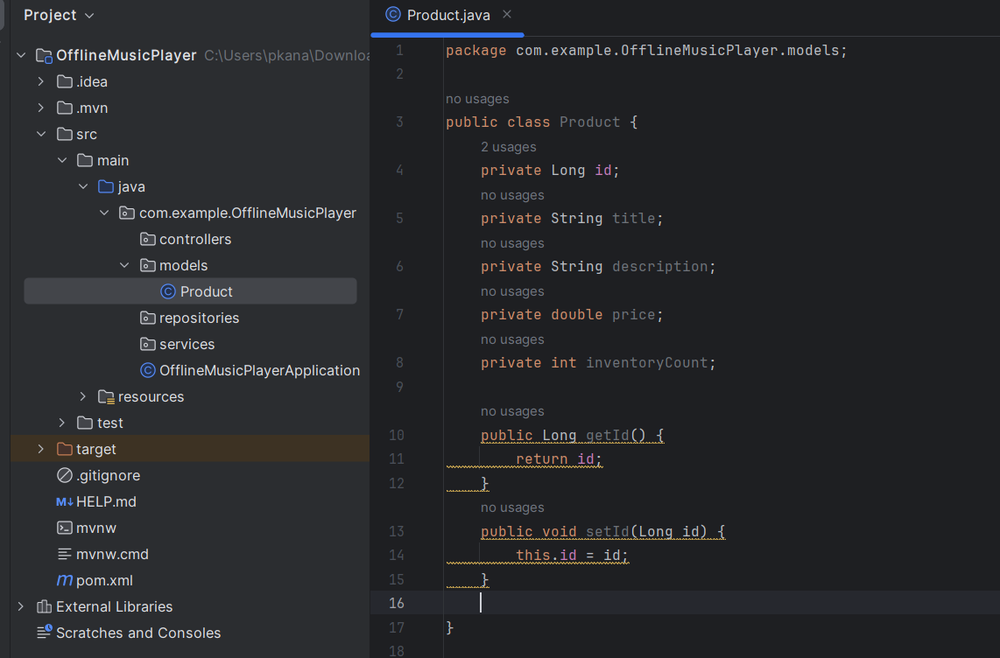 Project
OfflineMusicPlayer C:\Users\pkana\Downloa
.idea
.mvn
src
main
java
com.example.OfflineMusicPlayer
controllers
models
Product
repositories
services
OfflineMusicPlayerApplication
resources
test
target
.gitignore
M↓ HELP.md
mvnw
mvnw.cmd
m pom.xml
External Libraries
Scratches and Consoles
C Product.java ×
1 package com.example.OfflineMusicPlayer.models;
2
no usages
3 public class Product {
2 usages
4 private Long id;
no usages
5 private String title;
no usages
6 private String description;
no usages
7 private double price;
no usages
8 private int inventoryCount;
9
no usages
10 public Long getId() {
11 return id;
12 }
no usages
13 public void setId(Long id) {
14 this.id = id;
15 }
16
17 }
18